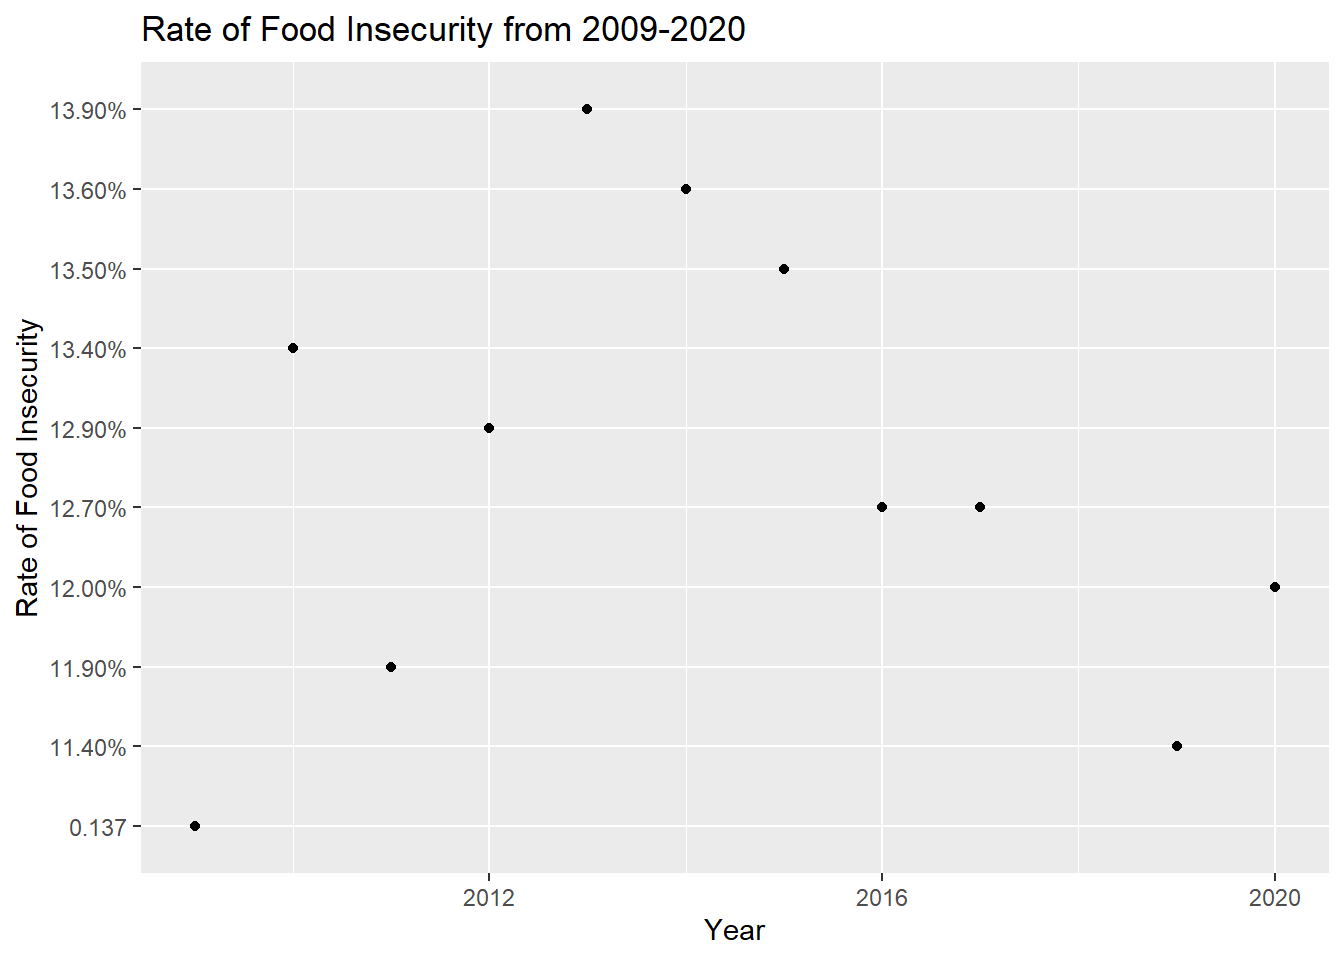 Rate of Food Insecurity from 2009-2020
Rate of Food Insecurity
13.90%
13.60%
13.50%
13.40%
12.90%
12.70%
12.00%
11.90%
11.40%
0.137
2012 2016 2020
Year